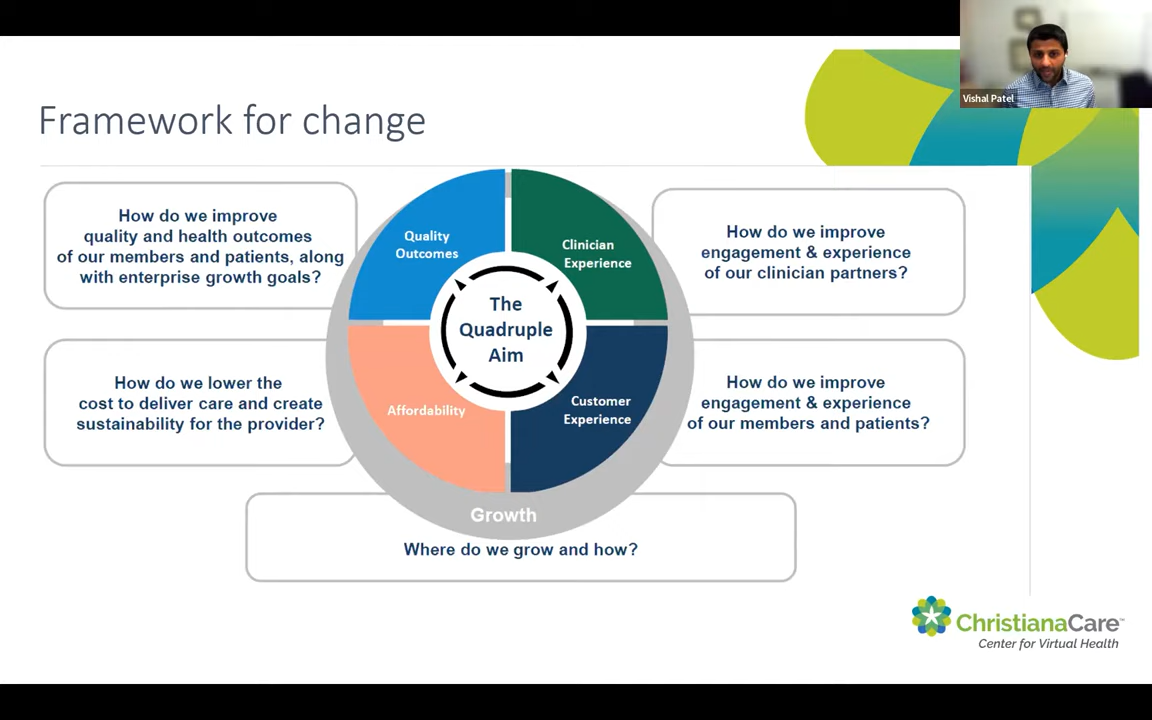 Vishal Patel
Framework for change
How do we improve
quality and health outcomes
of our members and patients, along
with enterprise growth goals?
Quality
Outcomes
Clinician
Experience
How do we improve
engagement & experience
of our clinician partners?
The
Quadruple
Aim
How do we lower the
cost to deliver care and create
sustainability for the provider?
Affordability
Customer
Experience
How do we improve
engagement & experience
of our members and patients?
Growth
Where do we grow and how?
ChristianaCare™
Center for Virtual Health